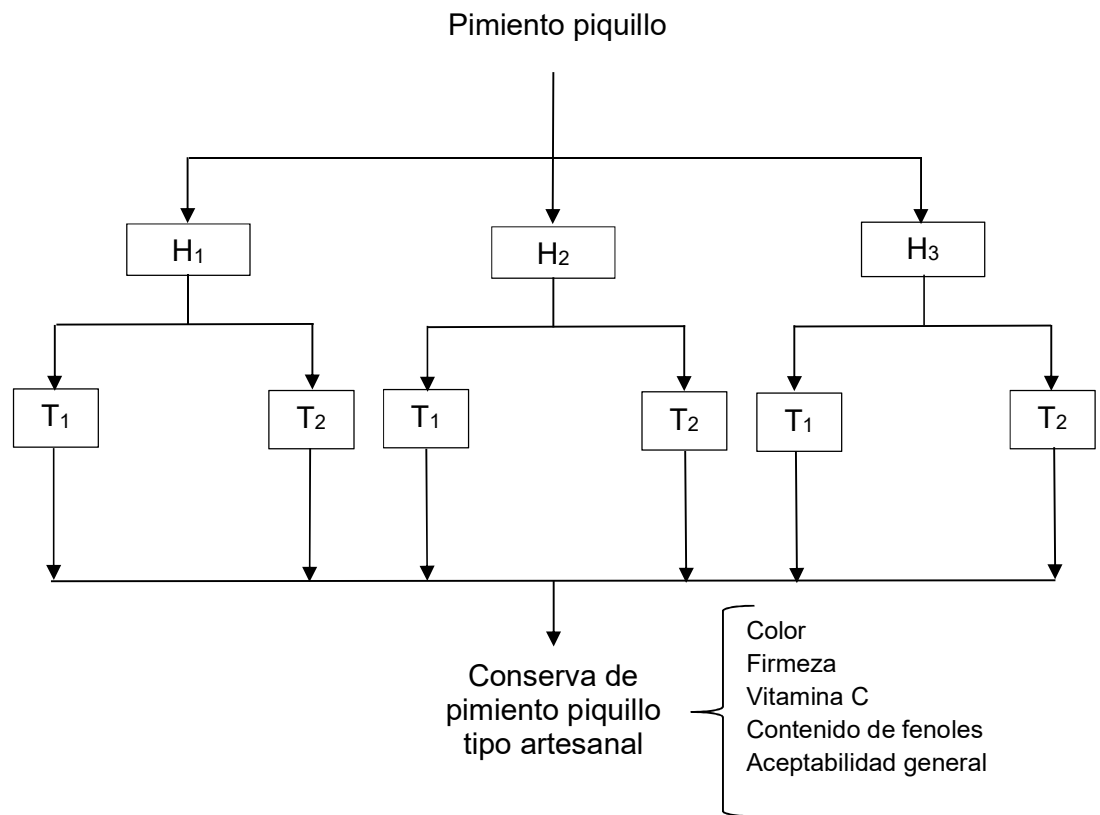 Pimiento piquillo
H₁
H₂
H₃
T₁
T₂
T₁
T₂
T₁
T₂
Conserva de
pimiento piquillo
tipo artesanal
Color
Firmeza
Vitamina C
Contenido de fenoles
Aceptabilidad general